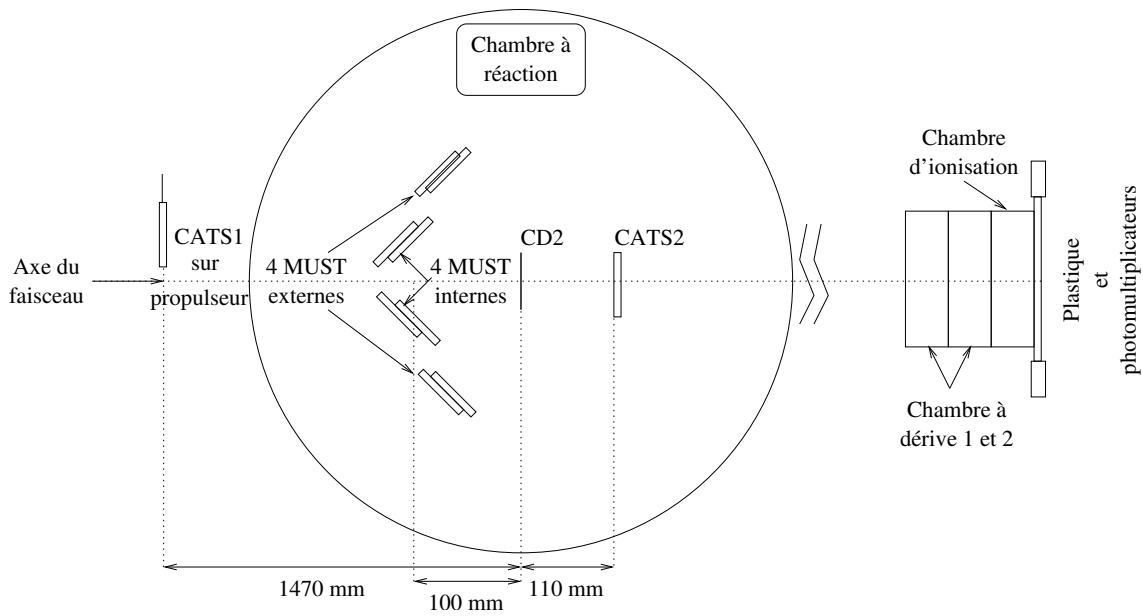 Chambre à
réaction
Chambre
d'ionisation
CATS1
sur
propulseur
Axe du
faisceau
4 MUST
externes
4 MUST
internes
CD2
CATS2
Plastique
et
photomultiplicateurs
Chambre à
dérive 1 et 2
1470 mm
100 mm
110 mm